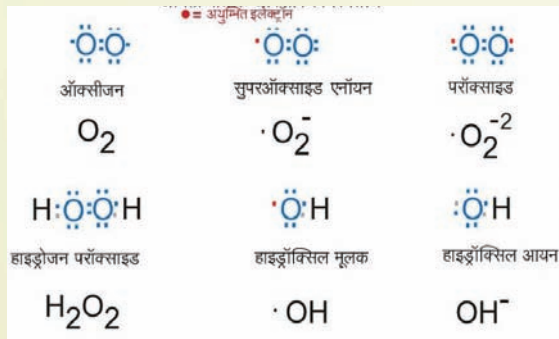 ●= अयुग्मित इलेक्ट्रॉन
·Ö:Ö· ·Ö:Ö: :Ö:Ö:
ऑक्सीजन सुपरऑक्साइड एनॉयन परॉक्साइड
O₂ ·O₂⁻ ·O₂⁻²
H:Ö:Ö:H ·Ö:H :Ö:H
हाइड्रोजन परॉक्साइड हाइड्रॉक्सिल मूलक हाइड्रॉक्सिल आयन
H₂O₂ ·OH OH⁻